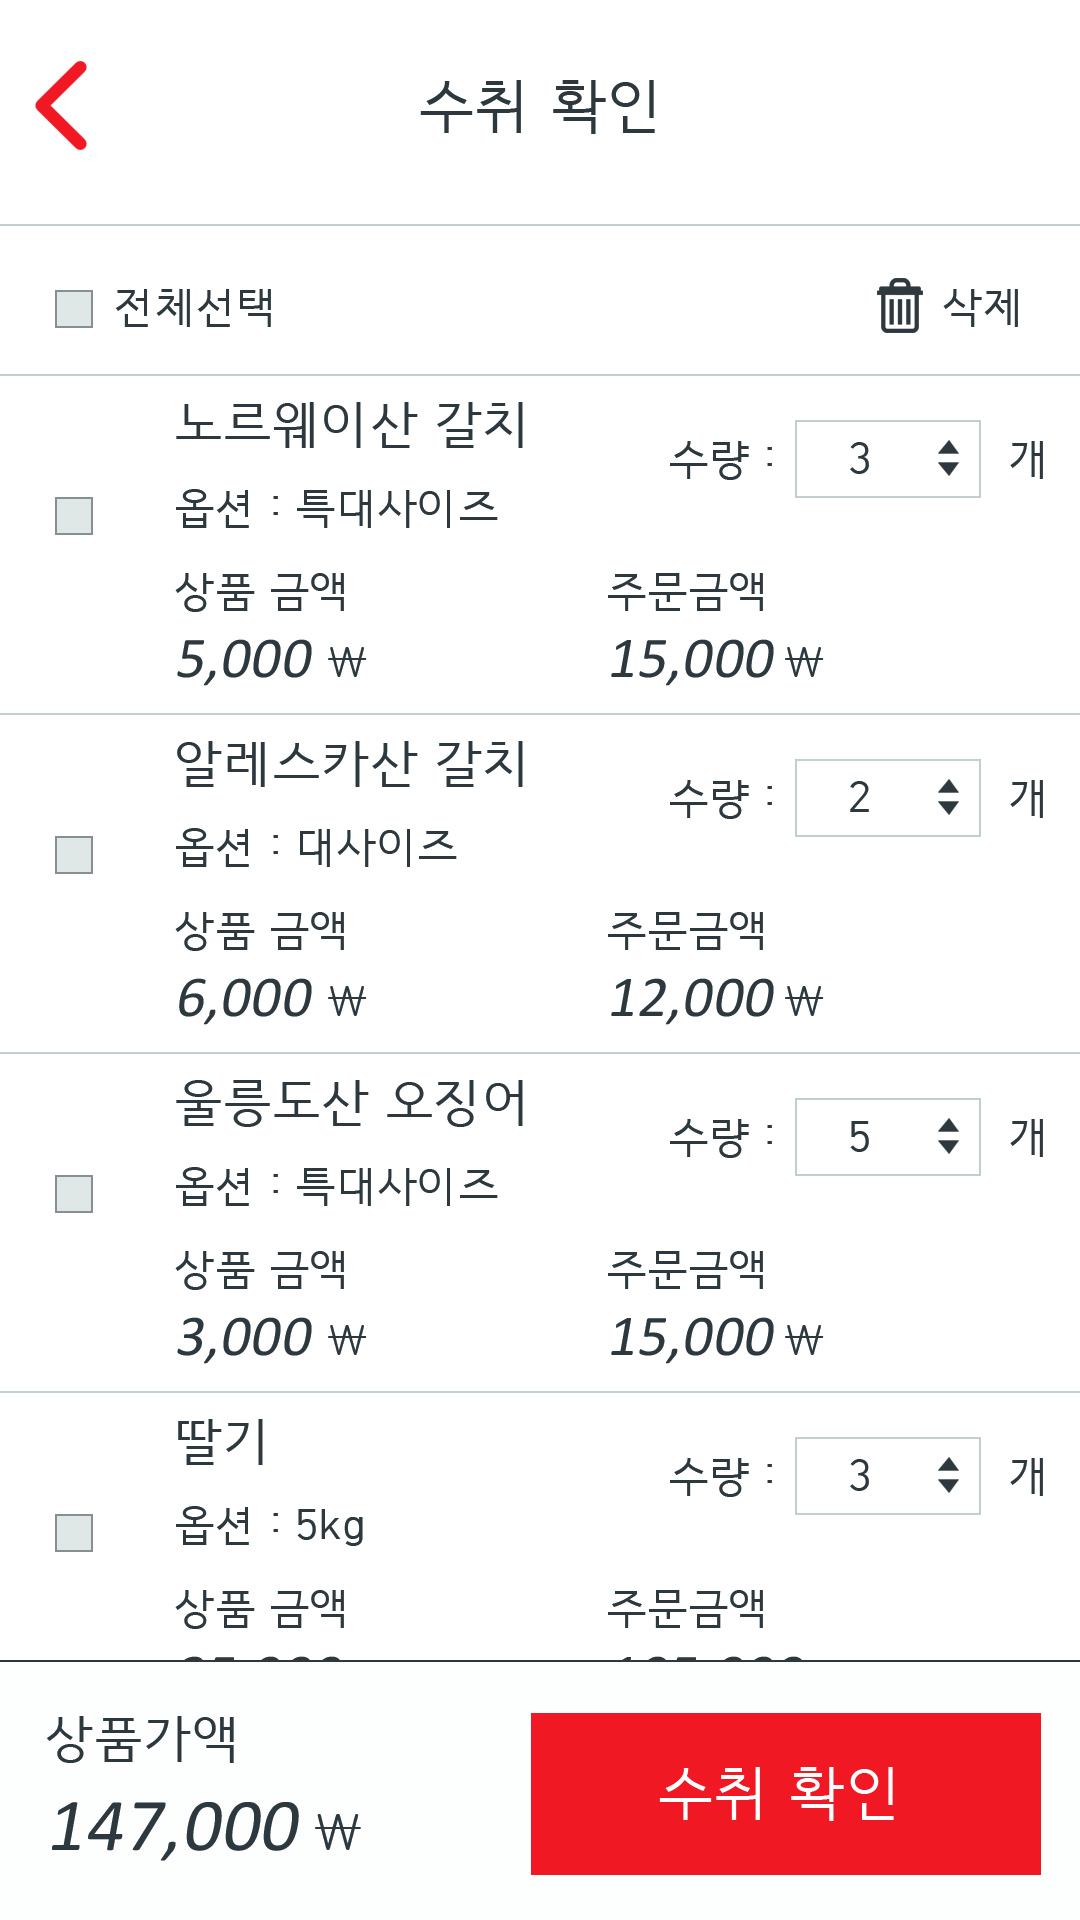 수취 확인
전체선택 삭제
노르웨이산 갈치
수량 : 3 개
옵션 : 특대사이즈
상품 금액 주문금액
5,000 ₩ 15,000 ₩
알레스카산 갈치
수량 : 2 개
옵션 : 대사이즈
상품 금액 주문금액
6,000 ₩ 12,000 ₩
울릉도산 오징어
수량 : 5 개
옵션 : 특대사이즈
상품 금액 주문금액
3,000 ₩ 15,000 ₩
딸기
수량 : 3 개
옵션 : 5kg
상품 금액 주문금액
상품가액
147,000 ₩
수취 확인